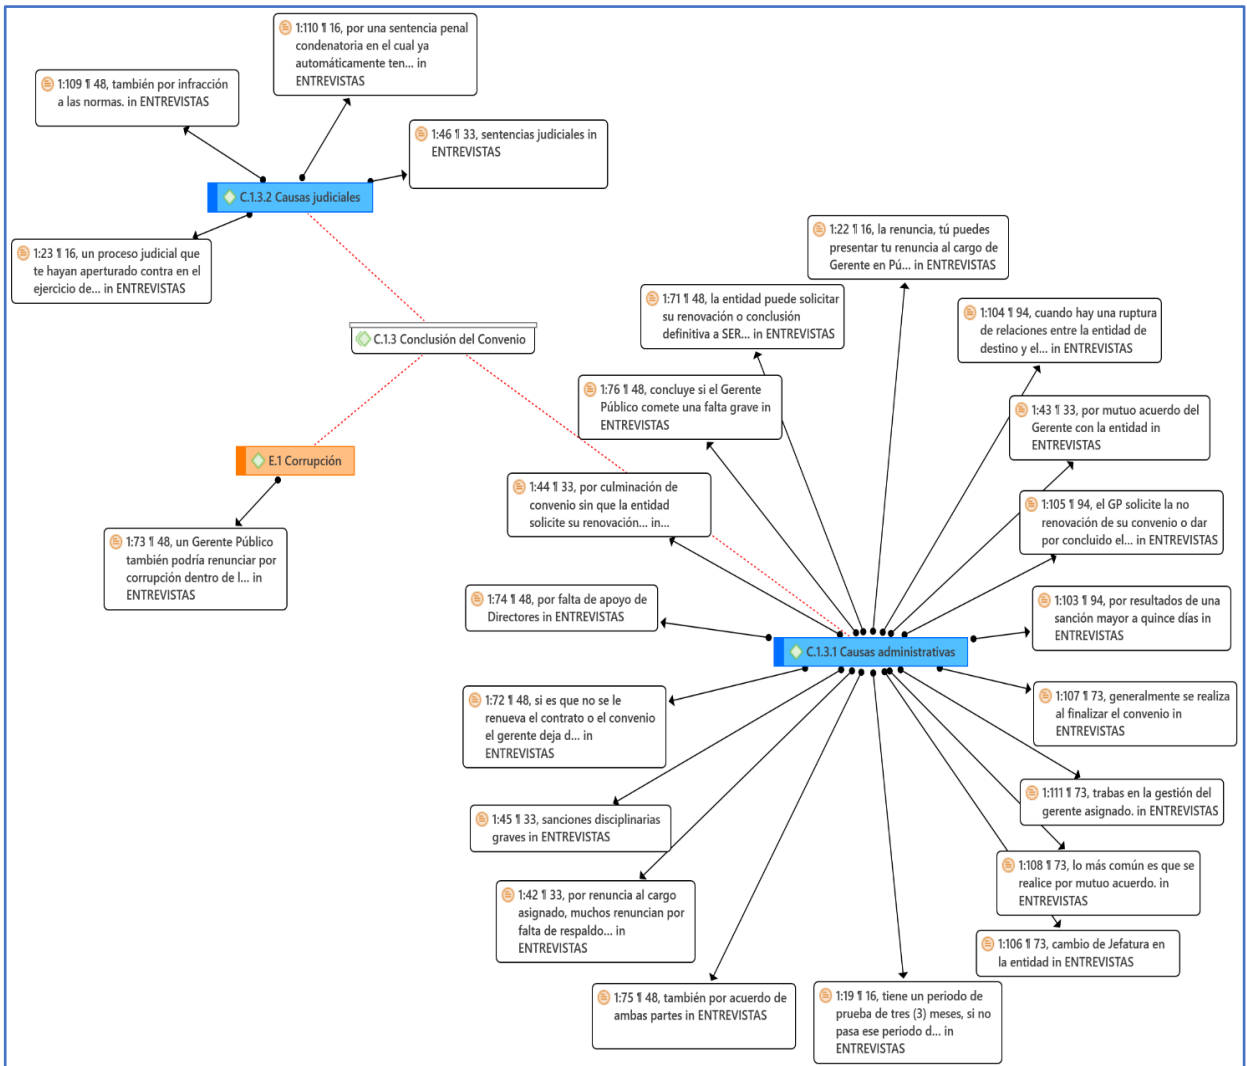 1:110 ¶ 16, por una sentencia penal
condenatoria en el cual ya
automáticamente ten... in
ENTREVISTAS
1:109 ¶ 48, también por infracción
a las normas. in ENTREVISTAS
1:46 ¶ 33, sentencias judiciales in
ENTREVISTAS
C.1.3.2 Causas judiciales
1:23 ¶ 16, un proceso judicial que
te hayan aperturado contra en el
ejercicio de... in ENTREVISTAS
C.1.3 Conclusión del Convenio
E.1 Corrupción
1:73 ¶ 48, un Gerente Público
también podría renunciar por
corrupción dentro de l... in
ENTREVISTAS
1:22 ¶ 16, la renuncia, tú puedes
presentar tu renuncia al cargo de
Gerente en Pú... in ENTREVISTAS
1:71 ¶ 48, la entidad puede solicitar
su renovación o conclusión
definitiva a SER... in ENTREVISTAS
1:104 ¶ 94, cuando hay una ruptura
de relaciones entre la entidad de
destino y el... in ENTREVISTAS
1:76 ¶ 48, concluye si el Gerente
Público comete una falta grave in
ENTREVISTAS
1:43 ¶ 33, por mutuo acuerdo del
Gerente con la entidad in
ENTREVISTAS
1:44 ¶ 33, por culminación de
convenio sin que la entidad
solicite su renovación... in...
1:105 ¶ 94, el GP solicite la no
renovación de su convenio o dar
por concluido el... in ENTREVISTAS
1:74 ¶ 48, por falta de apoyo de
Directores in ENTREVISTAS
1:103 ¶ 94, por resultados de una
sanción mayor a quince días in
ENTREVISTAS
C.1.3.1 Causas administrativas
1:72 ¶ 48, si es que no se le
renueva el contrato o el convenio
el gerente deja d... in
ENTREVISTAS
1:107 ¶ 73, generalmente se realiza
al finalizar el convenio in
ENTREVISTAS
1:111 ¶ 73, trabas en la gestión del
gerente asignado. in ENTREVISTAS
1:45 ¶ 33, sanciones disciplinarias
graves in ENTREVISTAS
1:108 ¶ 73, lo más común es que se
realice por mutuo acuerdo. in
ENTREVISTAS
1:42 ¶ 33, por renuncia al cargo
asignado, muchos renuncian por
falta de respaldo... in
ENTREVISTAS
1:106 ¶ 73, cambio de Jefatura en
la entidad in ENTREVISTAS
1:75 ¶ 48, también por acuerdo de
ambas partes in ENTREVISTAS
1:19 ¶ 16, tiene un periodo de
prueba de tres (3) meses, si no
pasa ese periodo d... in
ENTREVISTAS